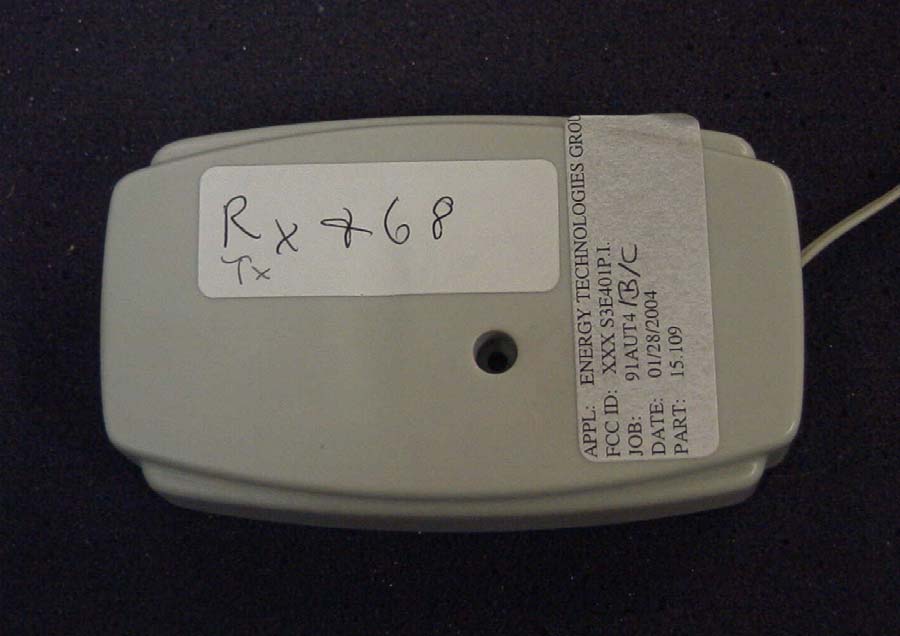 Rx & 68
Tx
APPL: ENERGY TECHNOLOGIES GROU
FCC ID: XXX S3E401P.I.
JOB: 91AUT4/B/C
DATE: 01/28/2004
PART: 15.109